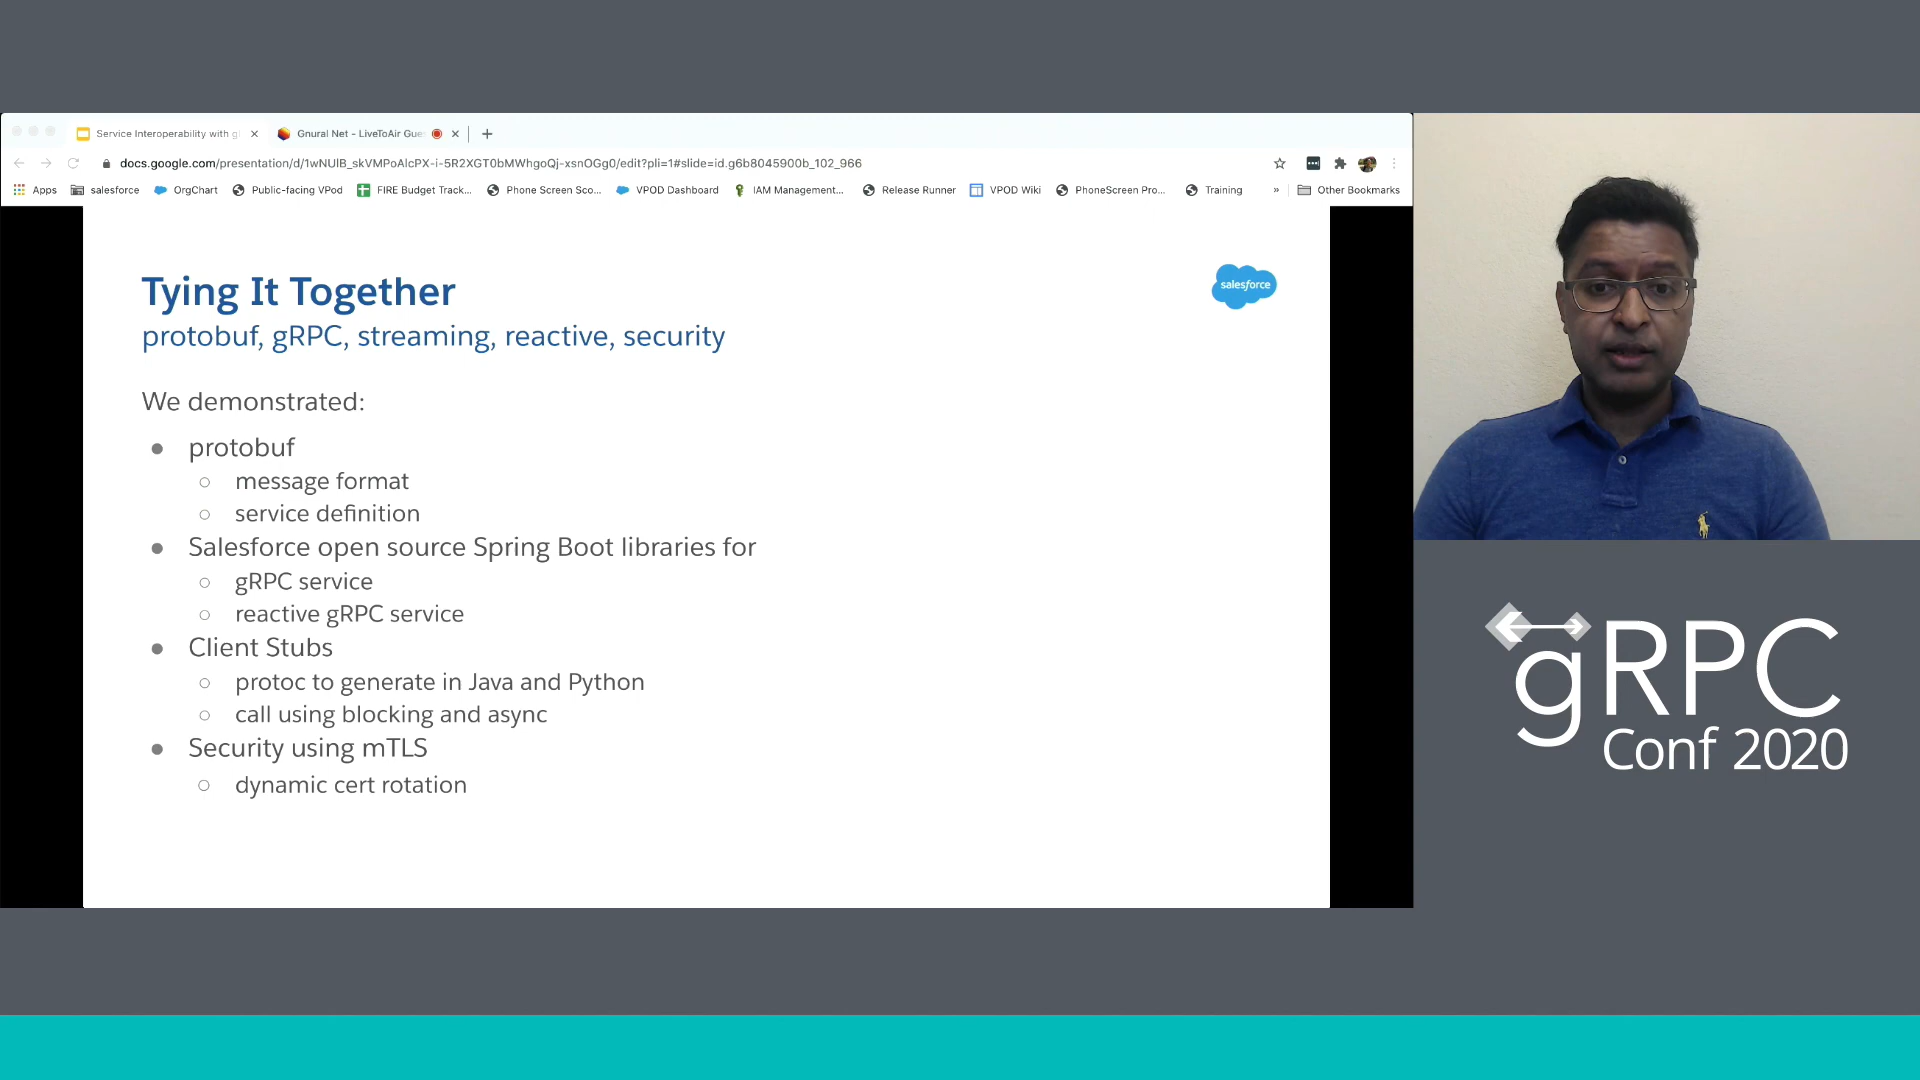 Service Interoperability with g
Gnural Net - LiveToAir Gue
docs.google.com/presentation/d/1wNUlB_skVMPoAlcPX-i-5R2XGT0bMWhgoQj-xsnOGg0/edit?pli=1#slide=id.g6b8045900b_102_966
Apps salesforce OrgChart Public-facing VPod FIRE Budget Track... Phone Screen Sco... VPOD Dashboard IAM Management... Release Runner VPOD Wiki PhoneScreen Pro... Training » Other Bookmarks
Tying It Together
salesforce
protobuf, gRPC, streaming, reactive, security
We demonstrated:
● protobuf
○ message format
○ service definition
● Salesforce open source Spring Boot libraries for
○ gRPC service
○ reactive gRPC service
● Client Stubs
○ protoc to generate in Java and Python
○ call using blocking and async
● Security using mTLS
○ dynamic cert rotation
gRPC
Conf 2020